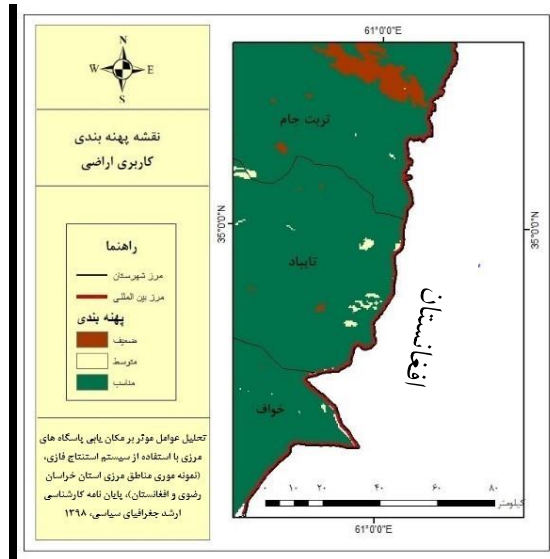 N
W E
S
نقشه پهنه بندی
کاربری اراضی
راهنما
مرز شهرستان
مرز بین المللی
پهنه بندی
ضعیف
متوسط
مناسب
تحلیل عوامل موثر بر مکان یابی پاسگاه های
مرزی با استفاده از سیستم استنتاج فازی،
(نمونه موری مناطق مرزی استان خراسان
رضوی و افغانستان)، پایان نامه کارشناسی
ارشد جغرافیای سیاسی، ۱۳۹۸
61°0'0"E
تربت جام
35°0'0"N
35°0'0"N
تایباد
افغانستان
خواف
۰ ۱۰ ۲۰ ۴۰ ۶۰ ۸۰
کیلومتر
61°0'0"E